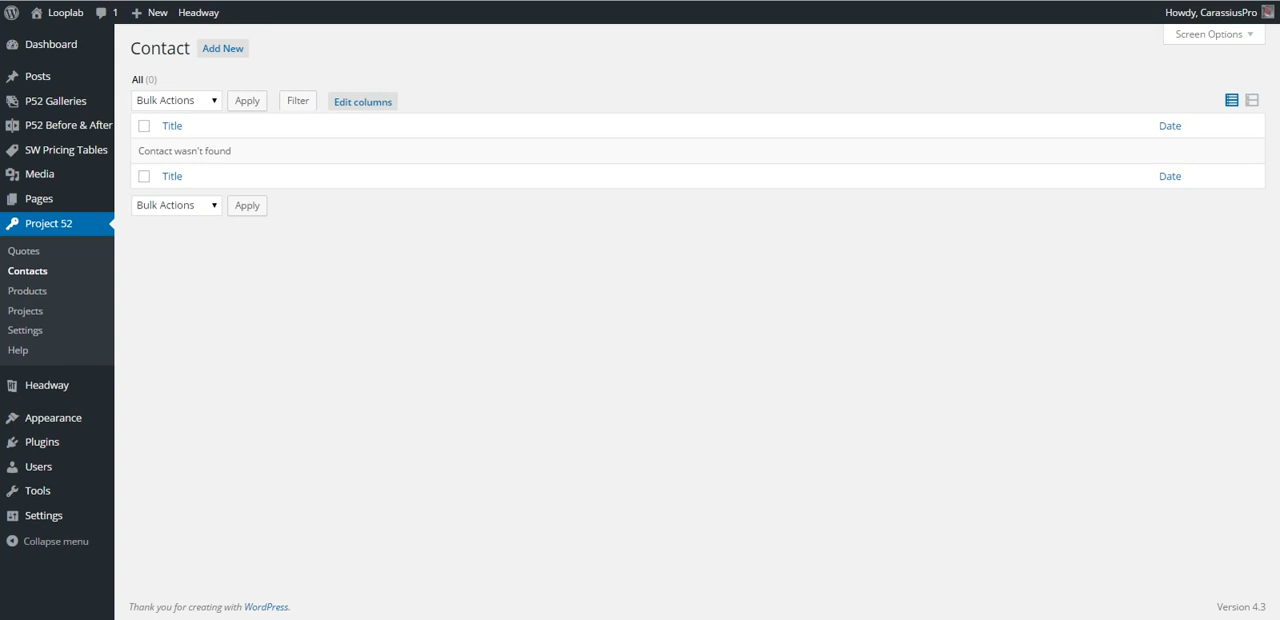 Looplab 1 New Headway Howdy, CarassiusPro
Screen Options
Dashboard
Posts
P52 Galleries
P52 Before & After
SW Pricing Tables
Media
Pages
Project 52
Quotes
Contacts
Products
Projects
Settings
Help
Headway
Appearance
Plugins
Users
Tools
Settings
Collapse menu
Contact Add New
All (0)
Bulk Actions Apply Filter Edit columns
Title Date
Contact wasn't found
Title Date
Bulk Actions Apply
Thank you for creating with WordPress. Version 4.3